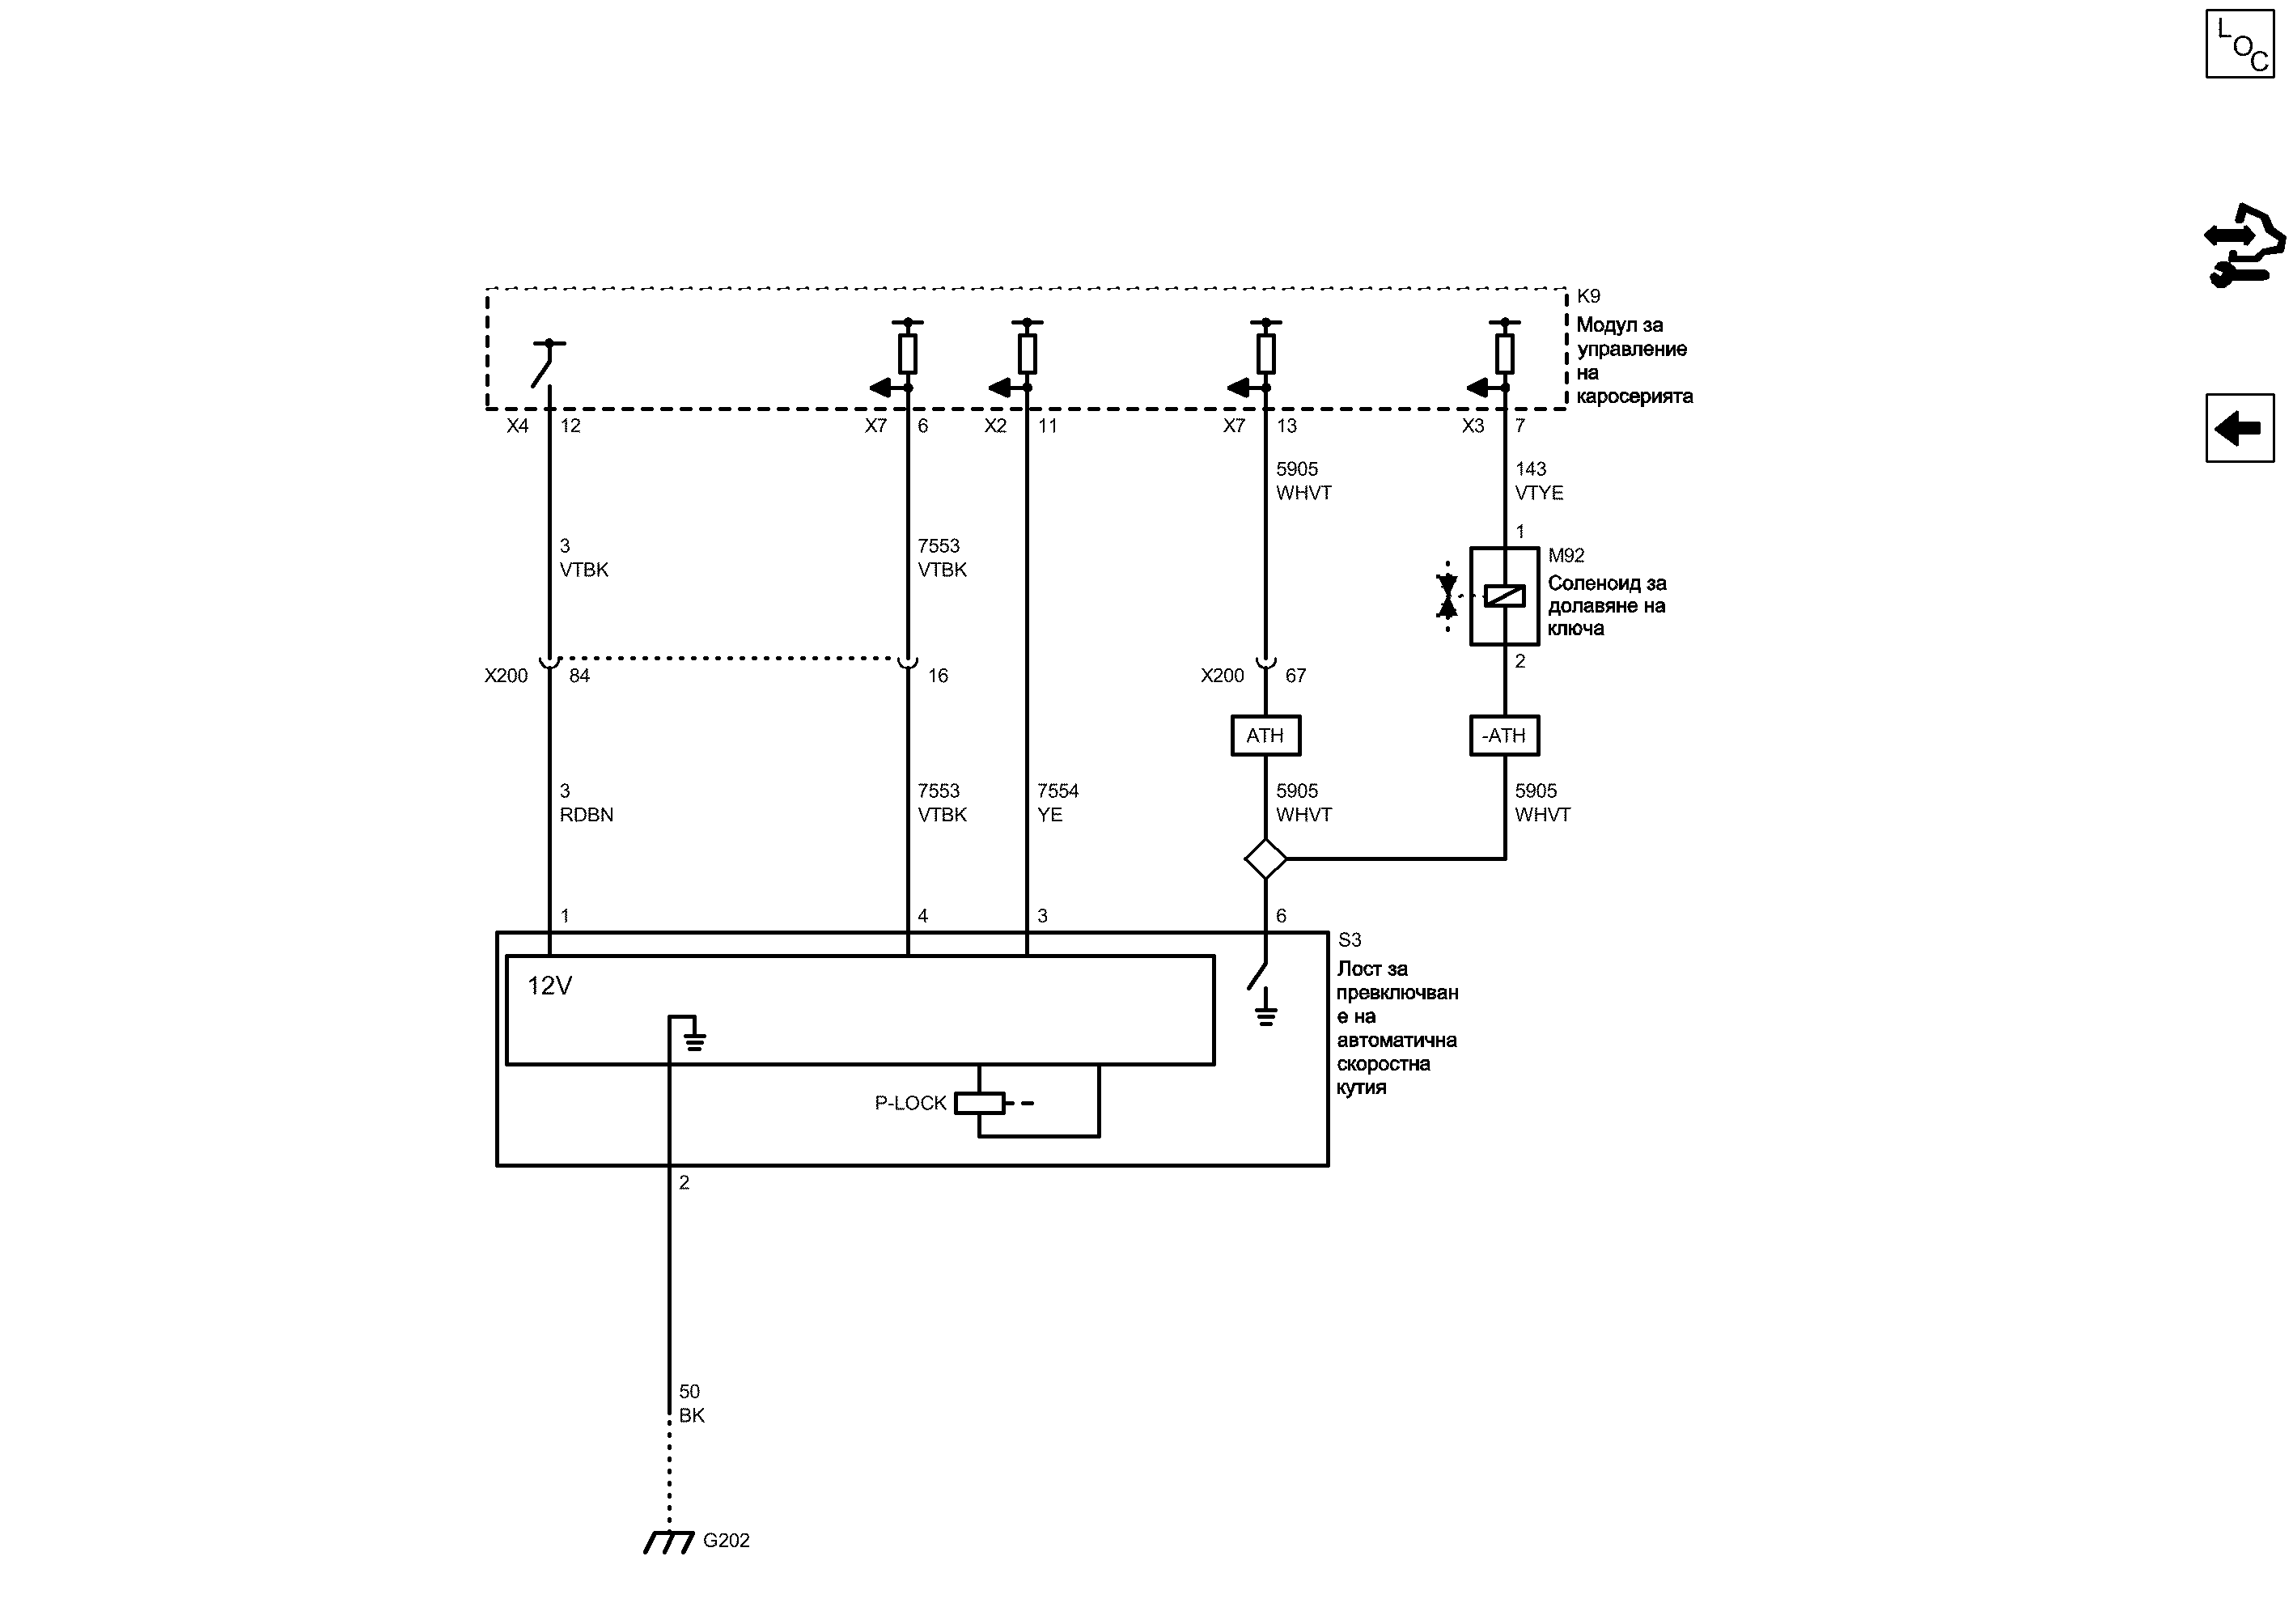 LOC
K9
Модул за
управление
на
каросерията
X4 12 X7 6 X2 11 X7 13 X3 7
5905 143
WHVT VTYE
1
3 7553 M92
VTBK VTBK Соленоид за
долавяне на
ключа
2
X200 84 16 X200 67
ATH -ATH
3 7553 7554 5905 5905
RDBN VTBK YE WHVT WHVT
1 4 3 6
S3
Лост за
превключван
е на
автоматична
скоростна
кутия
12V
P-LOCK
2
50
BK
G202